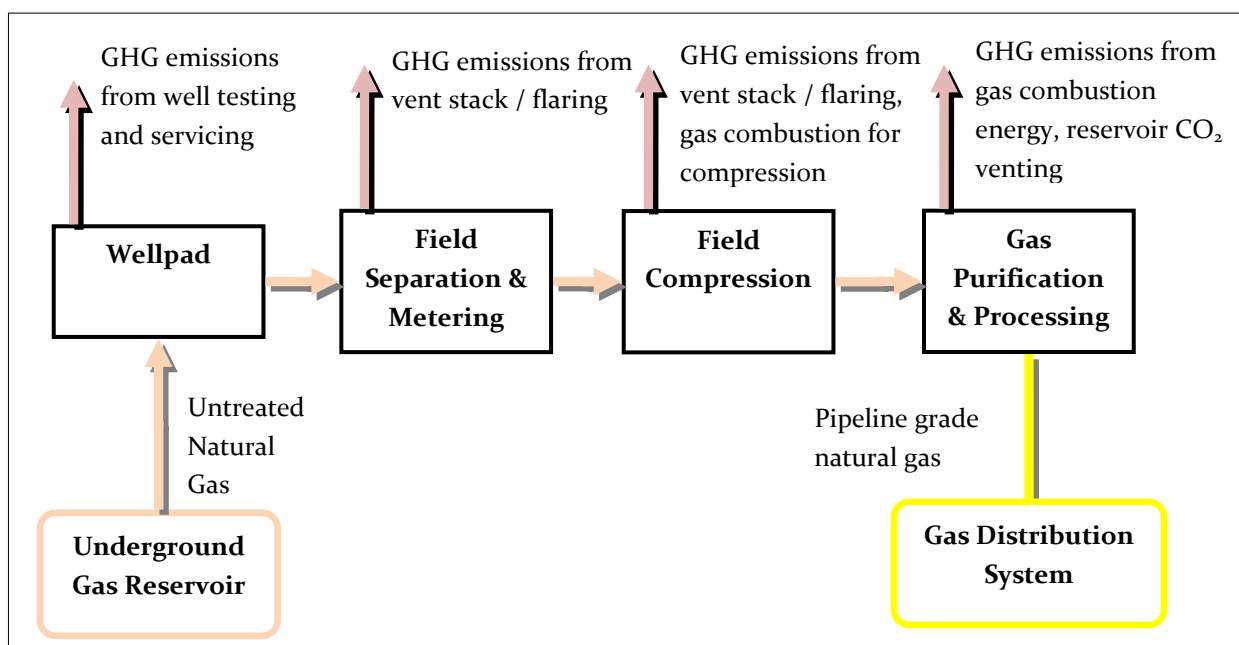 GHG emissions
from well testing
and servicing
GHG emissions from
vent stack / flaring
GHG emissions from
vent stack / flaring,
gas combustion for
compression
GHG emissions from
gas combustion
energy, reservoir CO₂
venting
Wellpad
Field
Separation &
Metering
Field
Compression
Gas
Purification
& Processing
Untreated
Natural
Gas
Pipeline grade
natural gas
Underground
Gas Reservoir
Gas Distribution
System